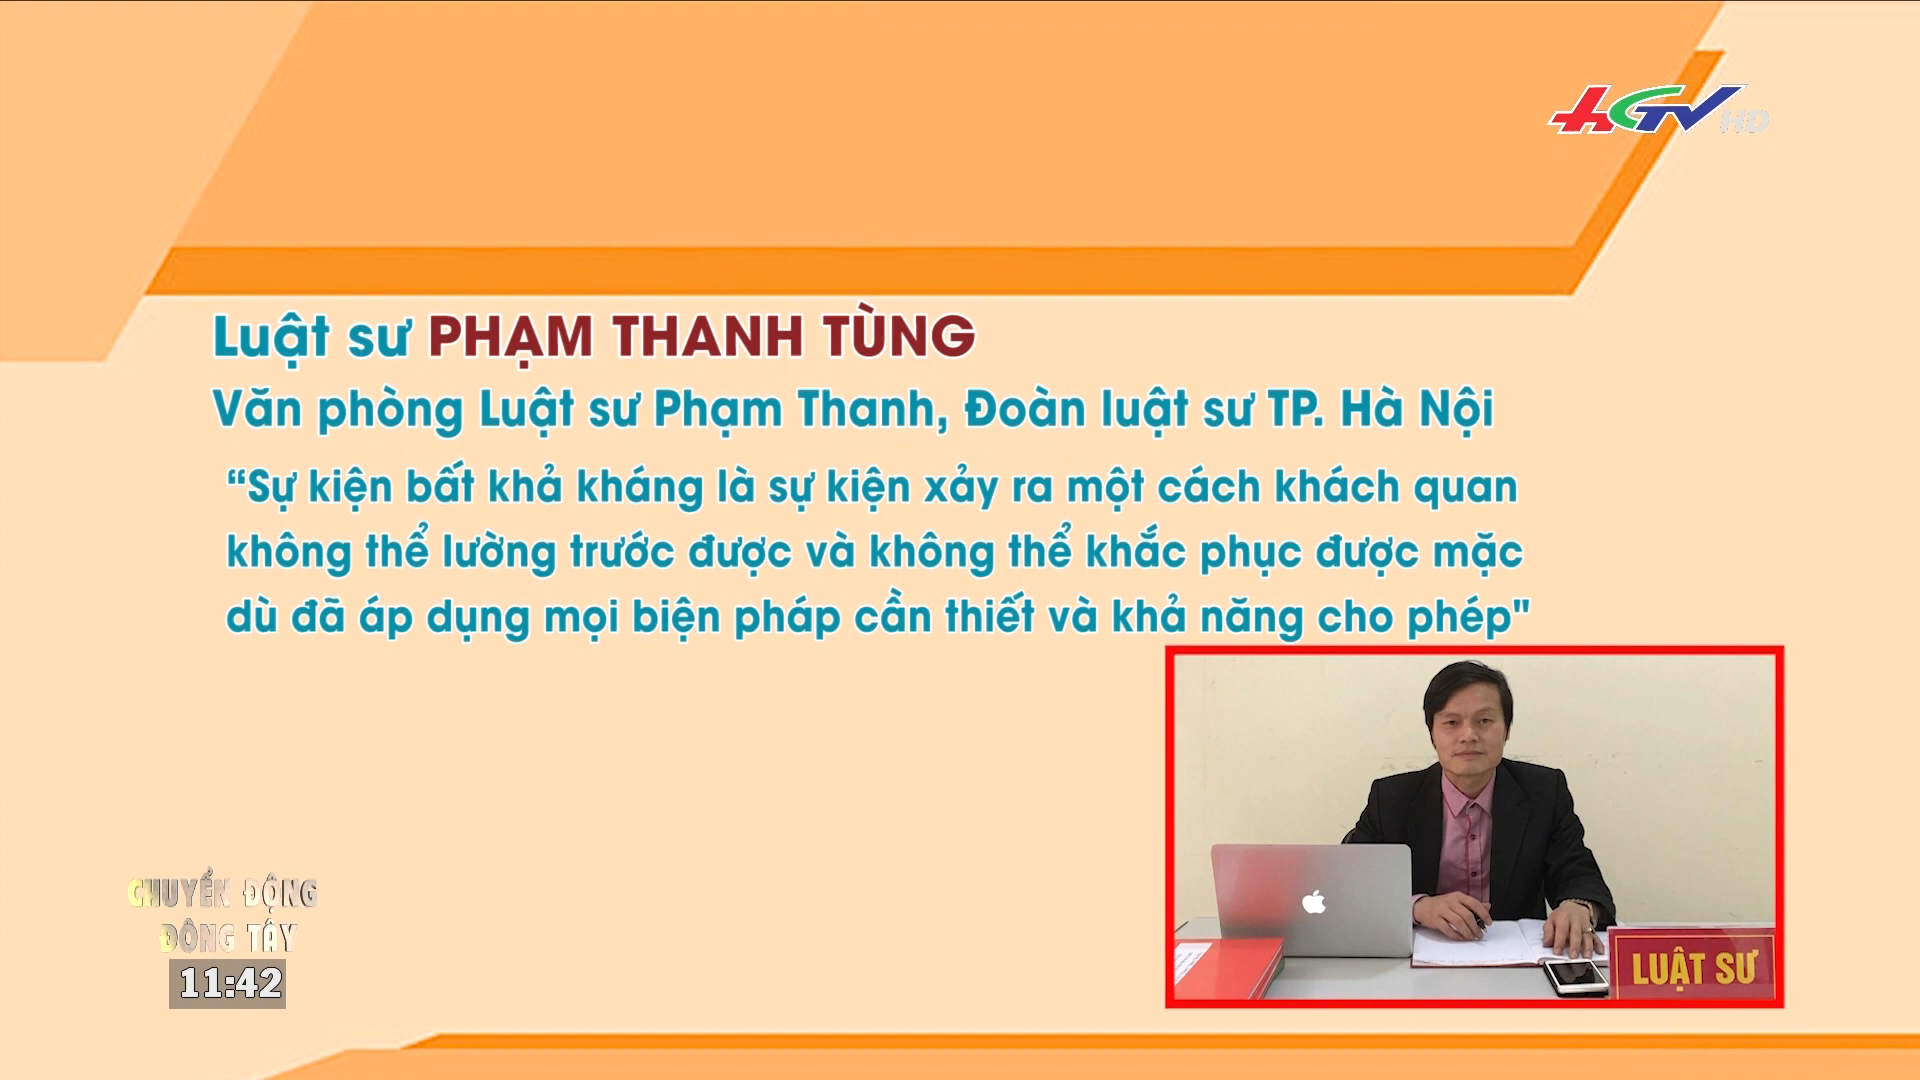 HGTV HD
Luật sư PHẠM THANH TÙNG
Văn phòng Luật sư Phạm Thanh, Đoàn luật sư TP. Hà Nội
“Sự kiện bất khả kháng là sự kiện xảy ra một cách khách quan
không thể lường trước được và không thể khắc phục được mặc
dù đã áp dụng mọi biện pháp cần thiết và khả năng cho phép"
LUẬT SƯ
CHUYỂN ĐỘNG
ĐÔNG TÂY
11:42